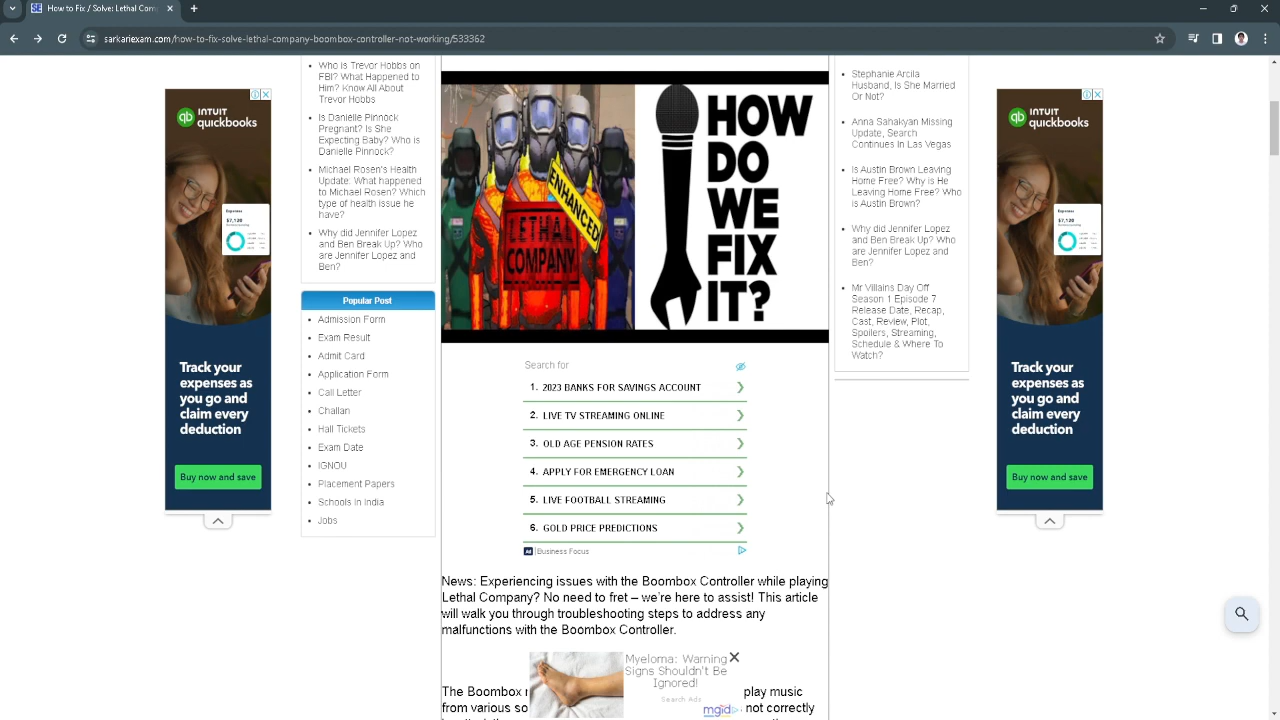 How to Fix / Solve: Lethal Comp
sarkariexam.com/how-to-fix-solve-lethal-company-boombox-controller-not-working/533362
INTUIT
quickbooks
Expenses
$7,120
Track your
expenses as
you go and
claim every
deduction
Buy now and save
Who is Trevor Hobbs on
FBI? What Happened to
Him? Know All About
Trevor Hobbs
Is Danielle Pinnock
Pregnant? Is She
Expecting Baby? Who is
Danielle Pinnock?
Michael Rosen's Health
Update: What happened
to Michael Rosen? Which
type of health issue he
have?
Why did Jennifer Lopez
and Ben Break Up? Who
are Jennifer Lopez and
Ben?
Popular Post
Admission Form
Exam Result
Admit Card
Application Form
Call Letter
Challan
Hall Tickets
Exam Date
IGNOU
Placement Papers
Schools In India
Jobs
ENHANCED
LETHAL
COMPANY
HOW
DO
WE
FIX
IT?
Search for
1. 2023 BANKS FOR SAVINGS ACCOUNT
2. LIVE TV STREAMING ONLINE
3. OLD AGE PENSION RATES
4. APPLY FOR EMERGENCY LOAN
5. LIVE FOOTBALL STREAMING
6. GOLD PRICE PREDICTIONS
Ad | Business Focus
News: Experiencing issues with the Boombox Controller while playing
Lethal Company? No need to fret – we're here to assist! This article
will walk you through troubleshooting steps to address any
malfunctions with the Boombox Controller.
Myeloma: Warning
Signs Shouldn't Be
Ignored!
Search Ads
mgid
The Boombox play music
from various so not correctly
Stephanie Arcila
Husband, Is She Married
Or Not?
Anna Sahakyan Missing
Update, Search
Continues In Las Vegas
Is Austin Brown Leaving
Home Free? Why is He
Leaving Home Free? Who
is Austin Brown?
Why did Jennifer Lopez
and Ben Break Up? Who
are Jennifer Lopez and
Ben?
Mr Villains Day Off
Season 1 Episode 7
Release Date, Recap,
Cast, Review, Plot,
Spoilers, Streaming,
Schedule & Where To
Watch?
INTUIT
quickbooks
Expenses
$7,120
Track your
expenses as
you go and
claim every
deduction
Buy now and save